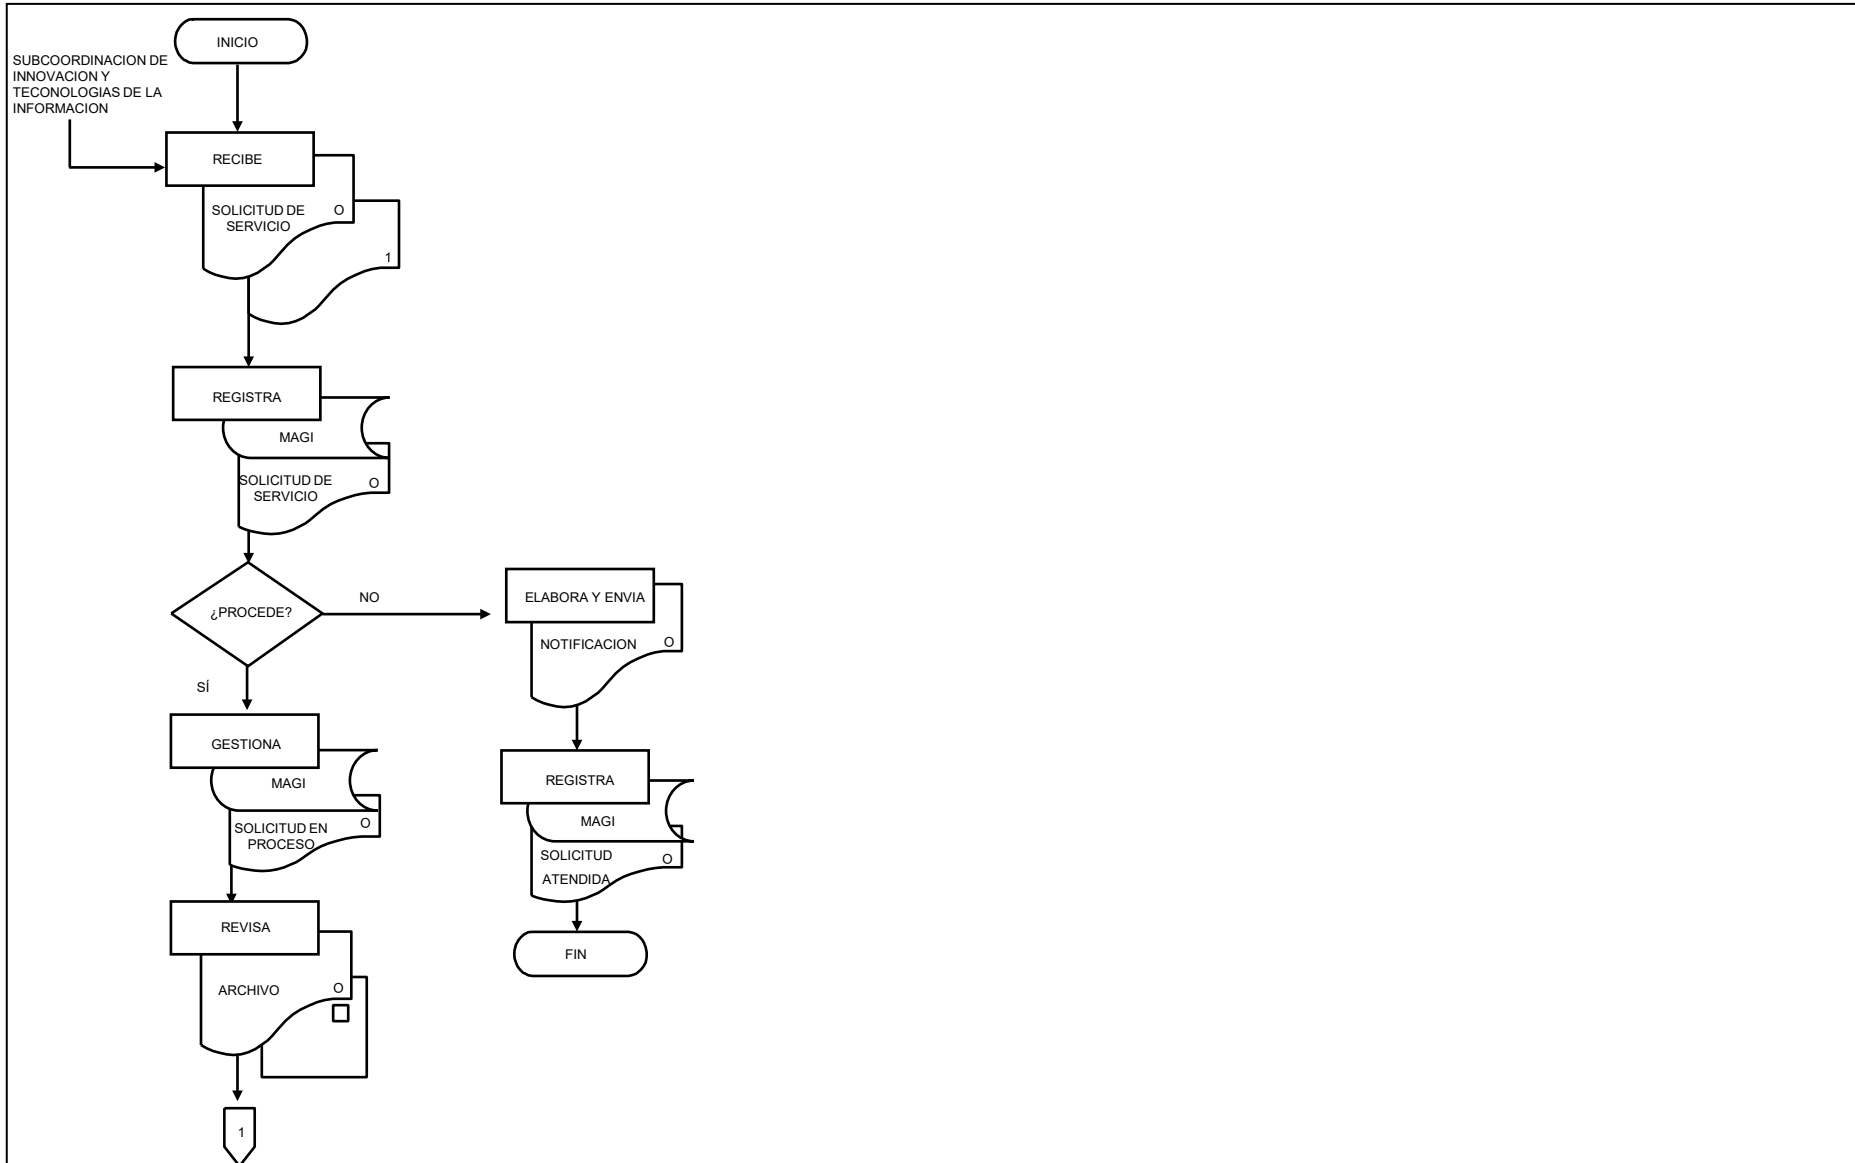 INICIO
SUBCOORDINACION DE
INNOVACION Y
TECONOLOGIAS DE LA
INFORMACION
RECIBE
SOLICITUD DE
SERVICIO
O
1
REGISTRA
MAGI
SOLICITUD DE
SERVICIO
O
¿PROCEDE?
NO
SÍ
ELABORA Y ENVIA
NOTIFICACION
O
REGISTRA
MAGI
SOLICITUD
ATENDIDA
O
FIN
GESTIONA
MAGI
SOLICITUD EN
PROCESO
O
REVISA
ARCHIVO
O
1